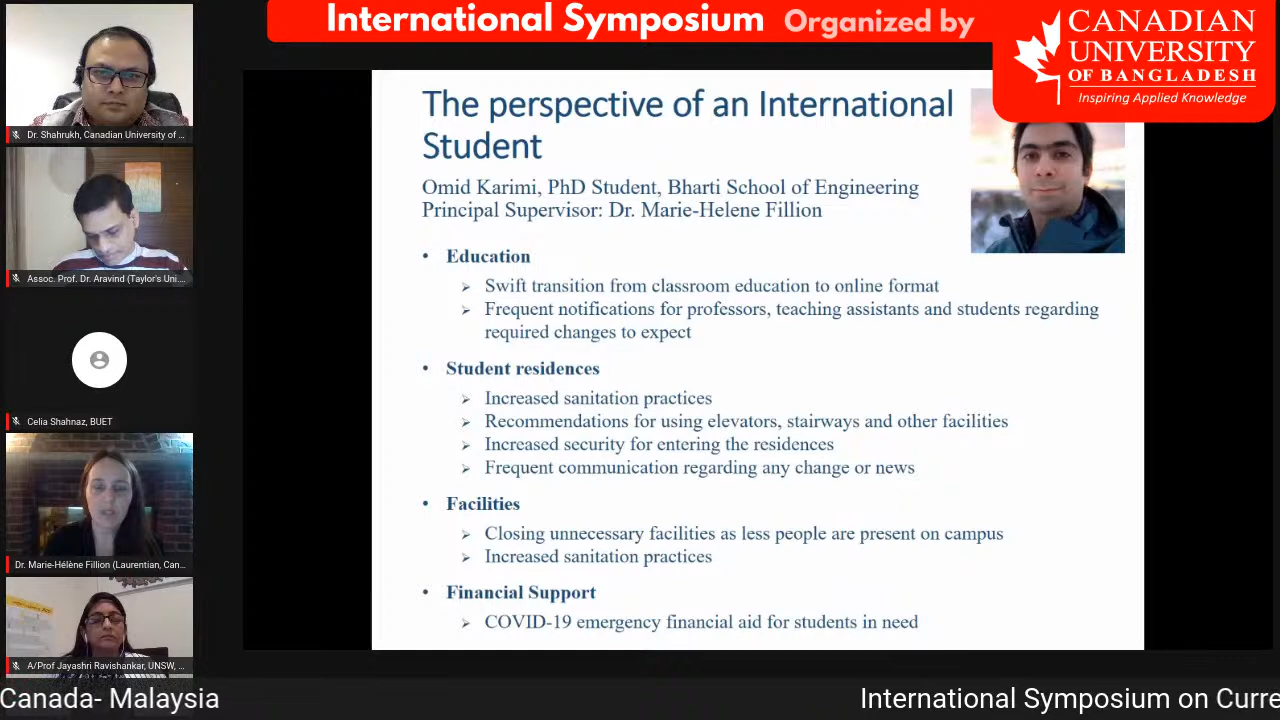 International Symposium Organized by
CANADIAN
UNIVERSITY
OF BANGLADESH
Inspiring Applied Knowledge
Dr. Shahrukh, Canadian University of ...
Assoc. Prof. Dr. Aravind (Taylor's Uni....
Celia Shahnaz, BUET
Dr. Marie-Hélène Fillion (Laurentian, Can...
A/Prof Jayashri Ravishankar, UNSW, ...
The perspective of an International
Student
Omid Karimi, PhD Student, Bharti School of Engineering
Principal Supervisor: Dr. Marie-Helene Fillion
• Education
➢ Swift transition from classroom education to online format
➢ Frequent notifications for professors, teaching assistants and students regarding
required changes to expect
• Student residences
➢ Increased sanitation practices
➢ Recommendations for using elevators, stairways and other facilities
➢ Increased security for entering the residences
➢ Frequent communication regarding any change or news
• Facilities
➢ Closing unnecessary facilities as less people are present on campus
➢ Increased sanitation practices
• Financial Support
➢ COVID-19 emergency financial aid for students in need
Canada- Malaysia
International Symposium on Curre